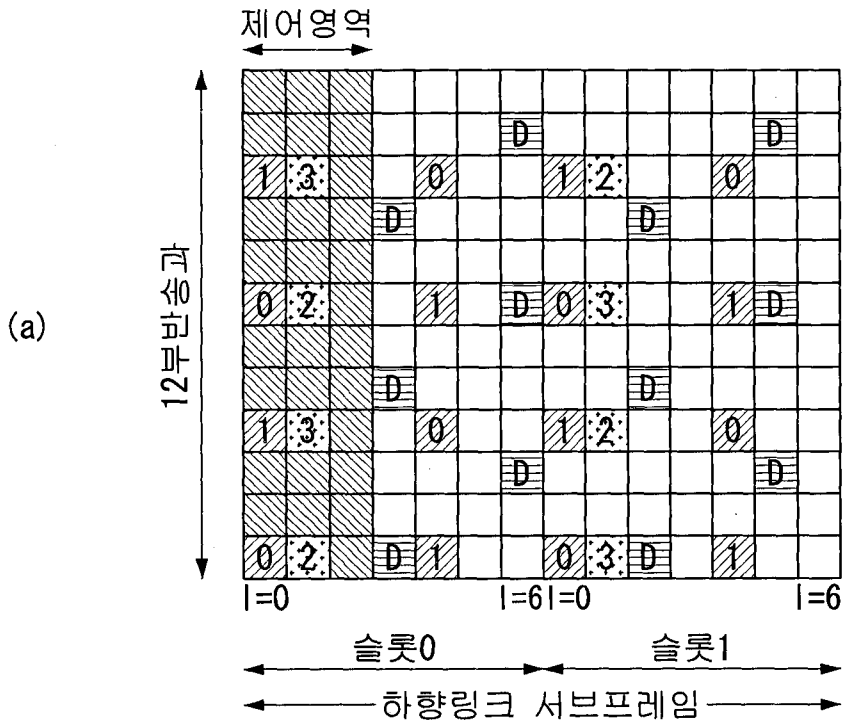 제어영역
D D
1 3 0 1 2 0
D D
0 2 1 D 0 3 1 D
D D
1 3 0 1 2 0
D D
0 2 D 1 0 3 D 1
12부반송파
(a)
l=0 l=6 l=0 l=6
슬롯0 슬롯1
하향링크 서브프레임